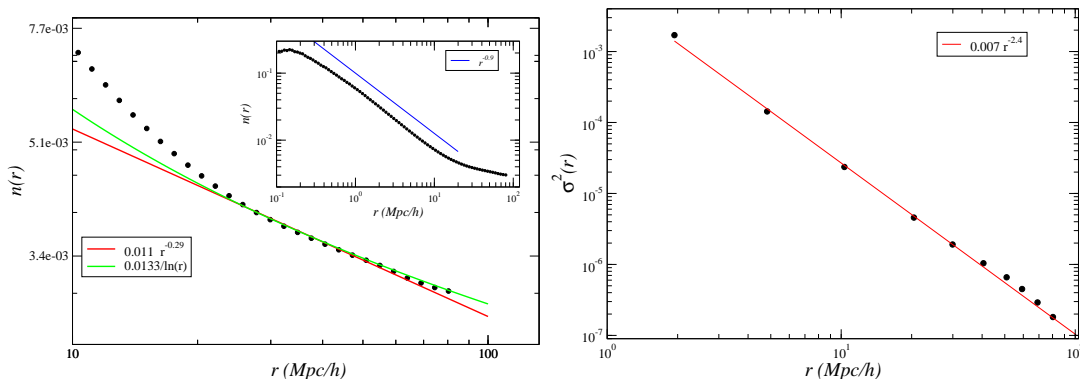 7.7e-03
5.1e-03
3.4e-03
n(r)
10
100
r (Mpc/h)
0.011 r^-0.29
0.0133/ln(r)
10^-1
10^-2
n(r)
10^-1
10^0
10^1
10^2
r (Mpc/h)
r^-0.9
10^-3
10^-4
10^-5
10^-6
10^-7
σ^2(r)
10^0
10^1
10
r (Mpc/h)
0.007 r^-2.4